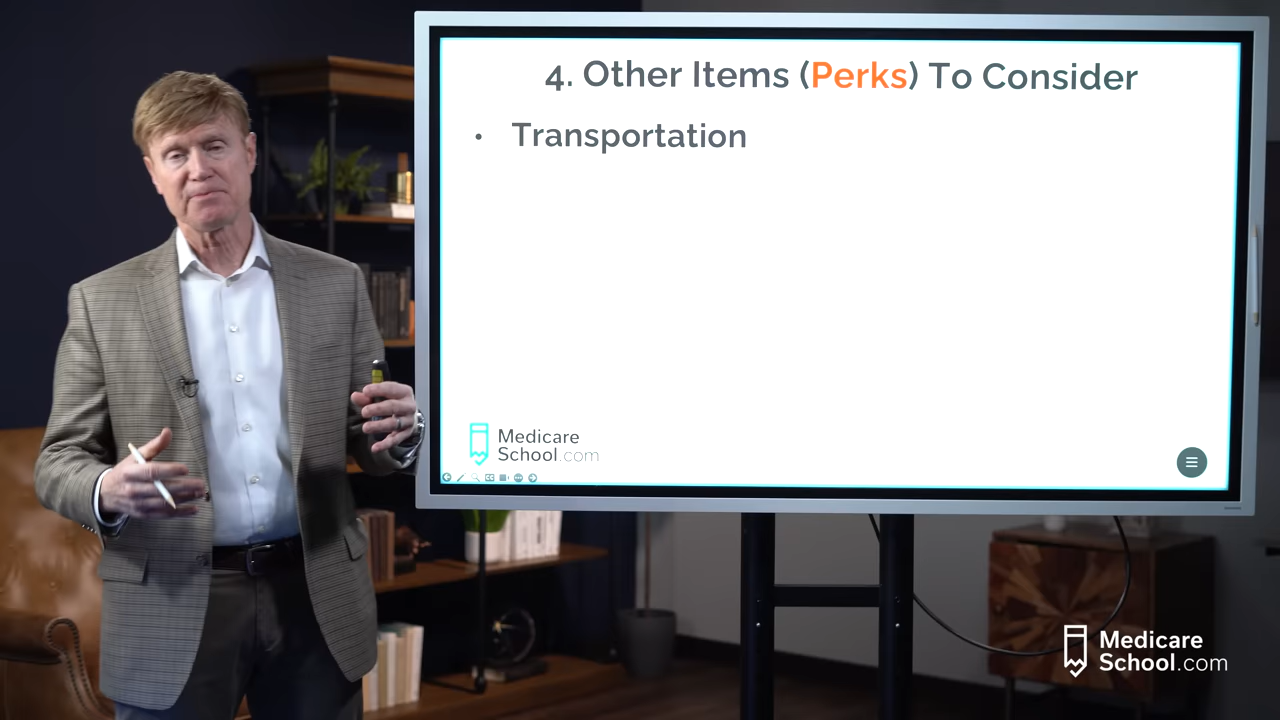 4. Other Items (Perks) To Consider
• Transportation
Medicare
School.com
Medicare
School.com